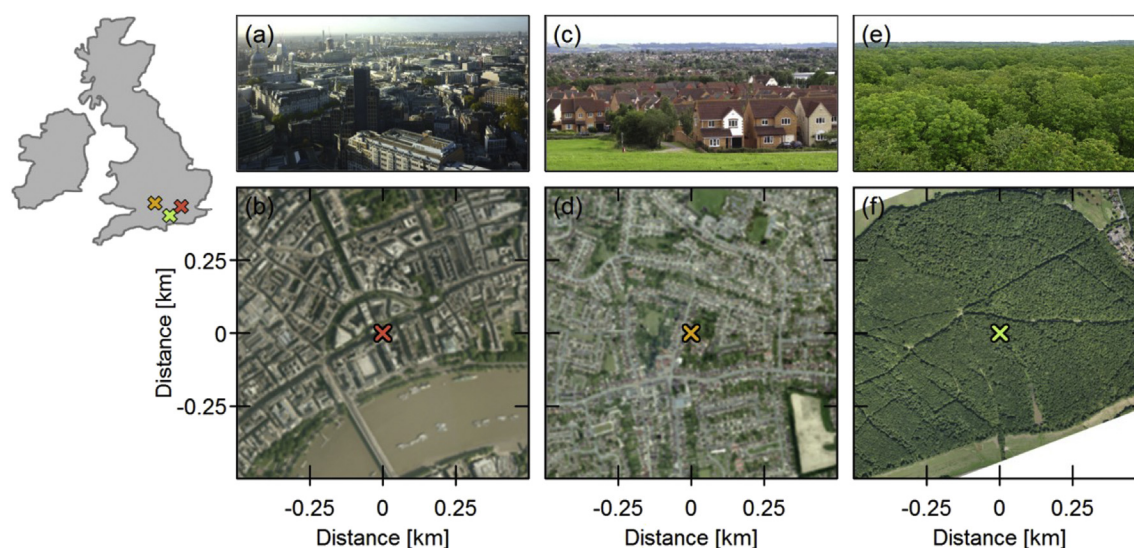 (a)
(c)
(e)
(b)
(d)
(f)
Distance [km]
0.25
0
-0.25
-0.25 0 0.25
-0.25 0 0.25
-0.25 0 0.25
Distance [km]
Distance [km]
Distance [km]